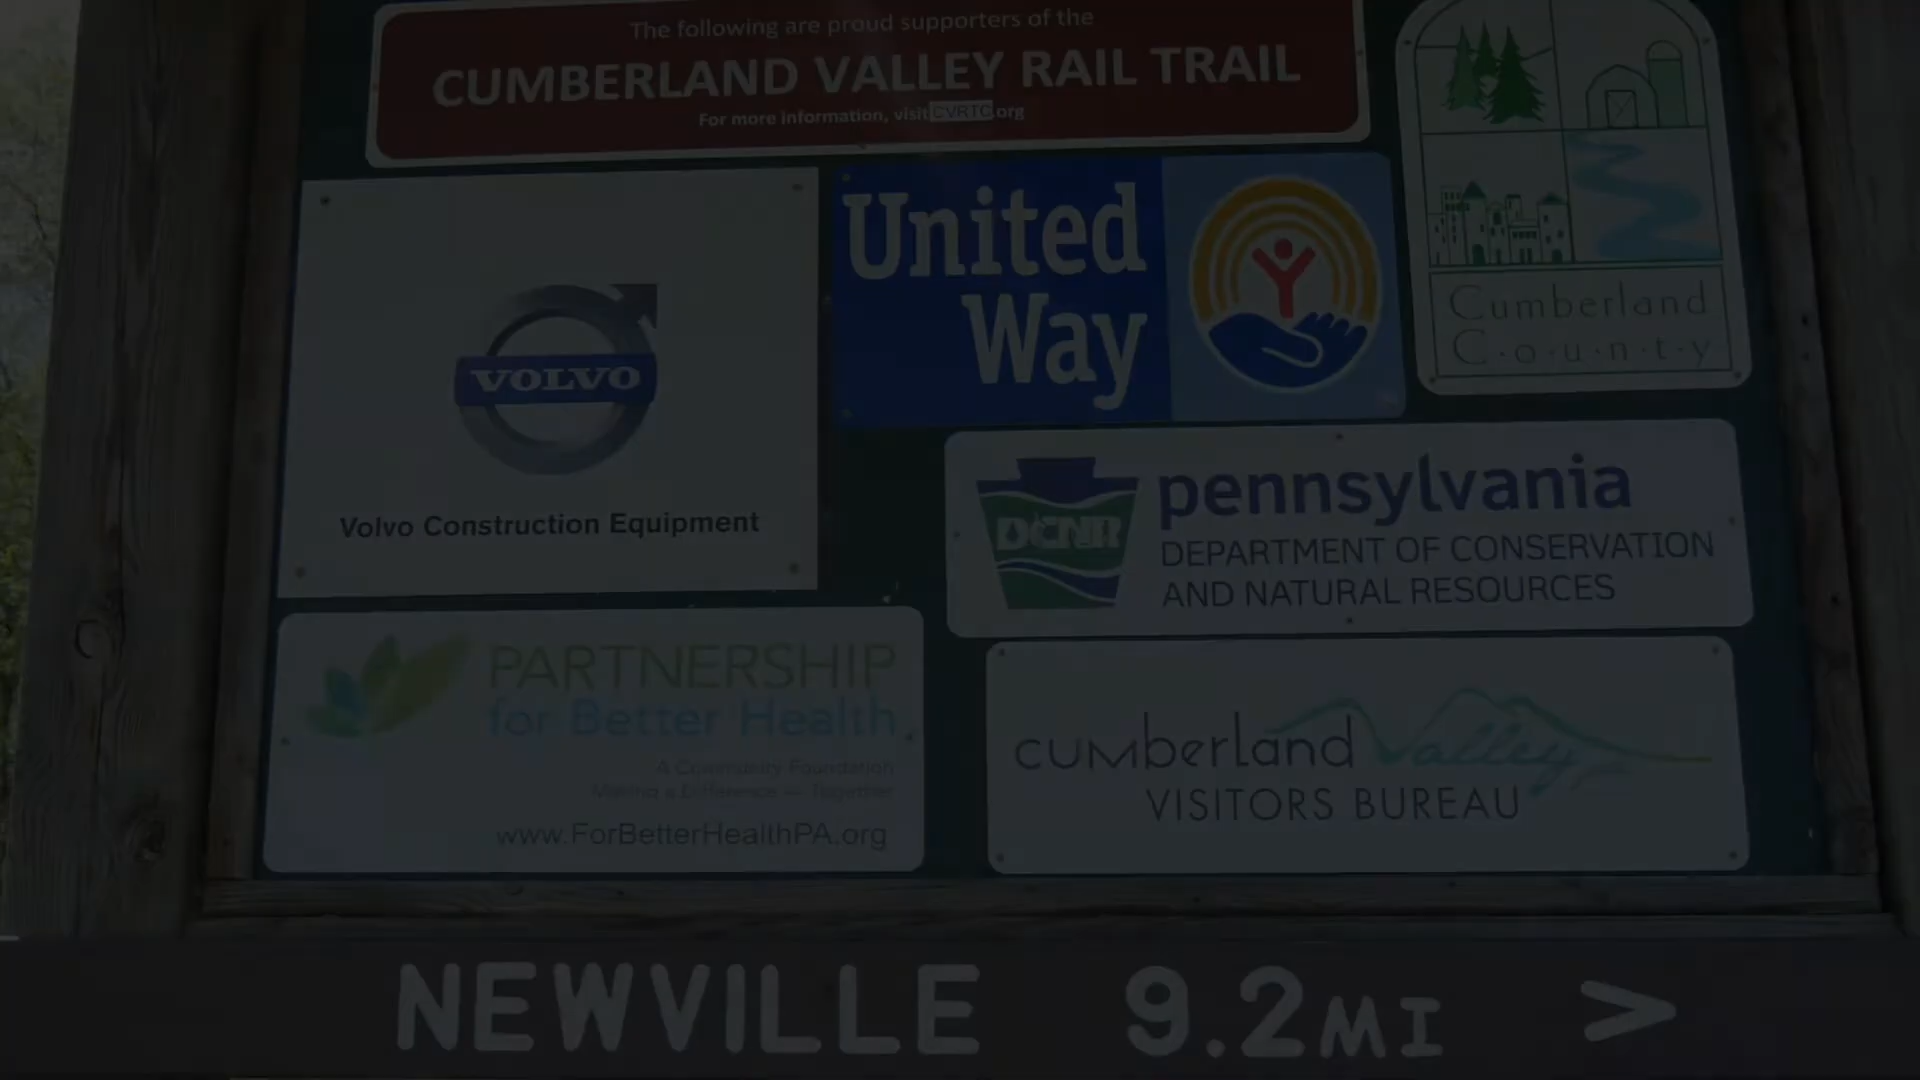 The following are proud supporters of the
CUMBERLAND VALLEY RAIL TRAIL
For more information, visit CVRTC.org
VOLVO
Volvo Construction Equipment
United
Way
Cumberland
C·o·u·n·t·y
DCNR
pennsylvania
DEPARTMENT OF CONSERVATION
AND NATURAL RESOURCES
PARTNERSHIP
for Better Health
A Community Foundation
Making a Difference — Together
www.ForBetterHealthPA.org
cumberland Valley
VISITORS BUREAU
NEWVILLE 9.2 MI >